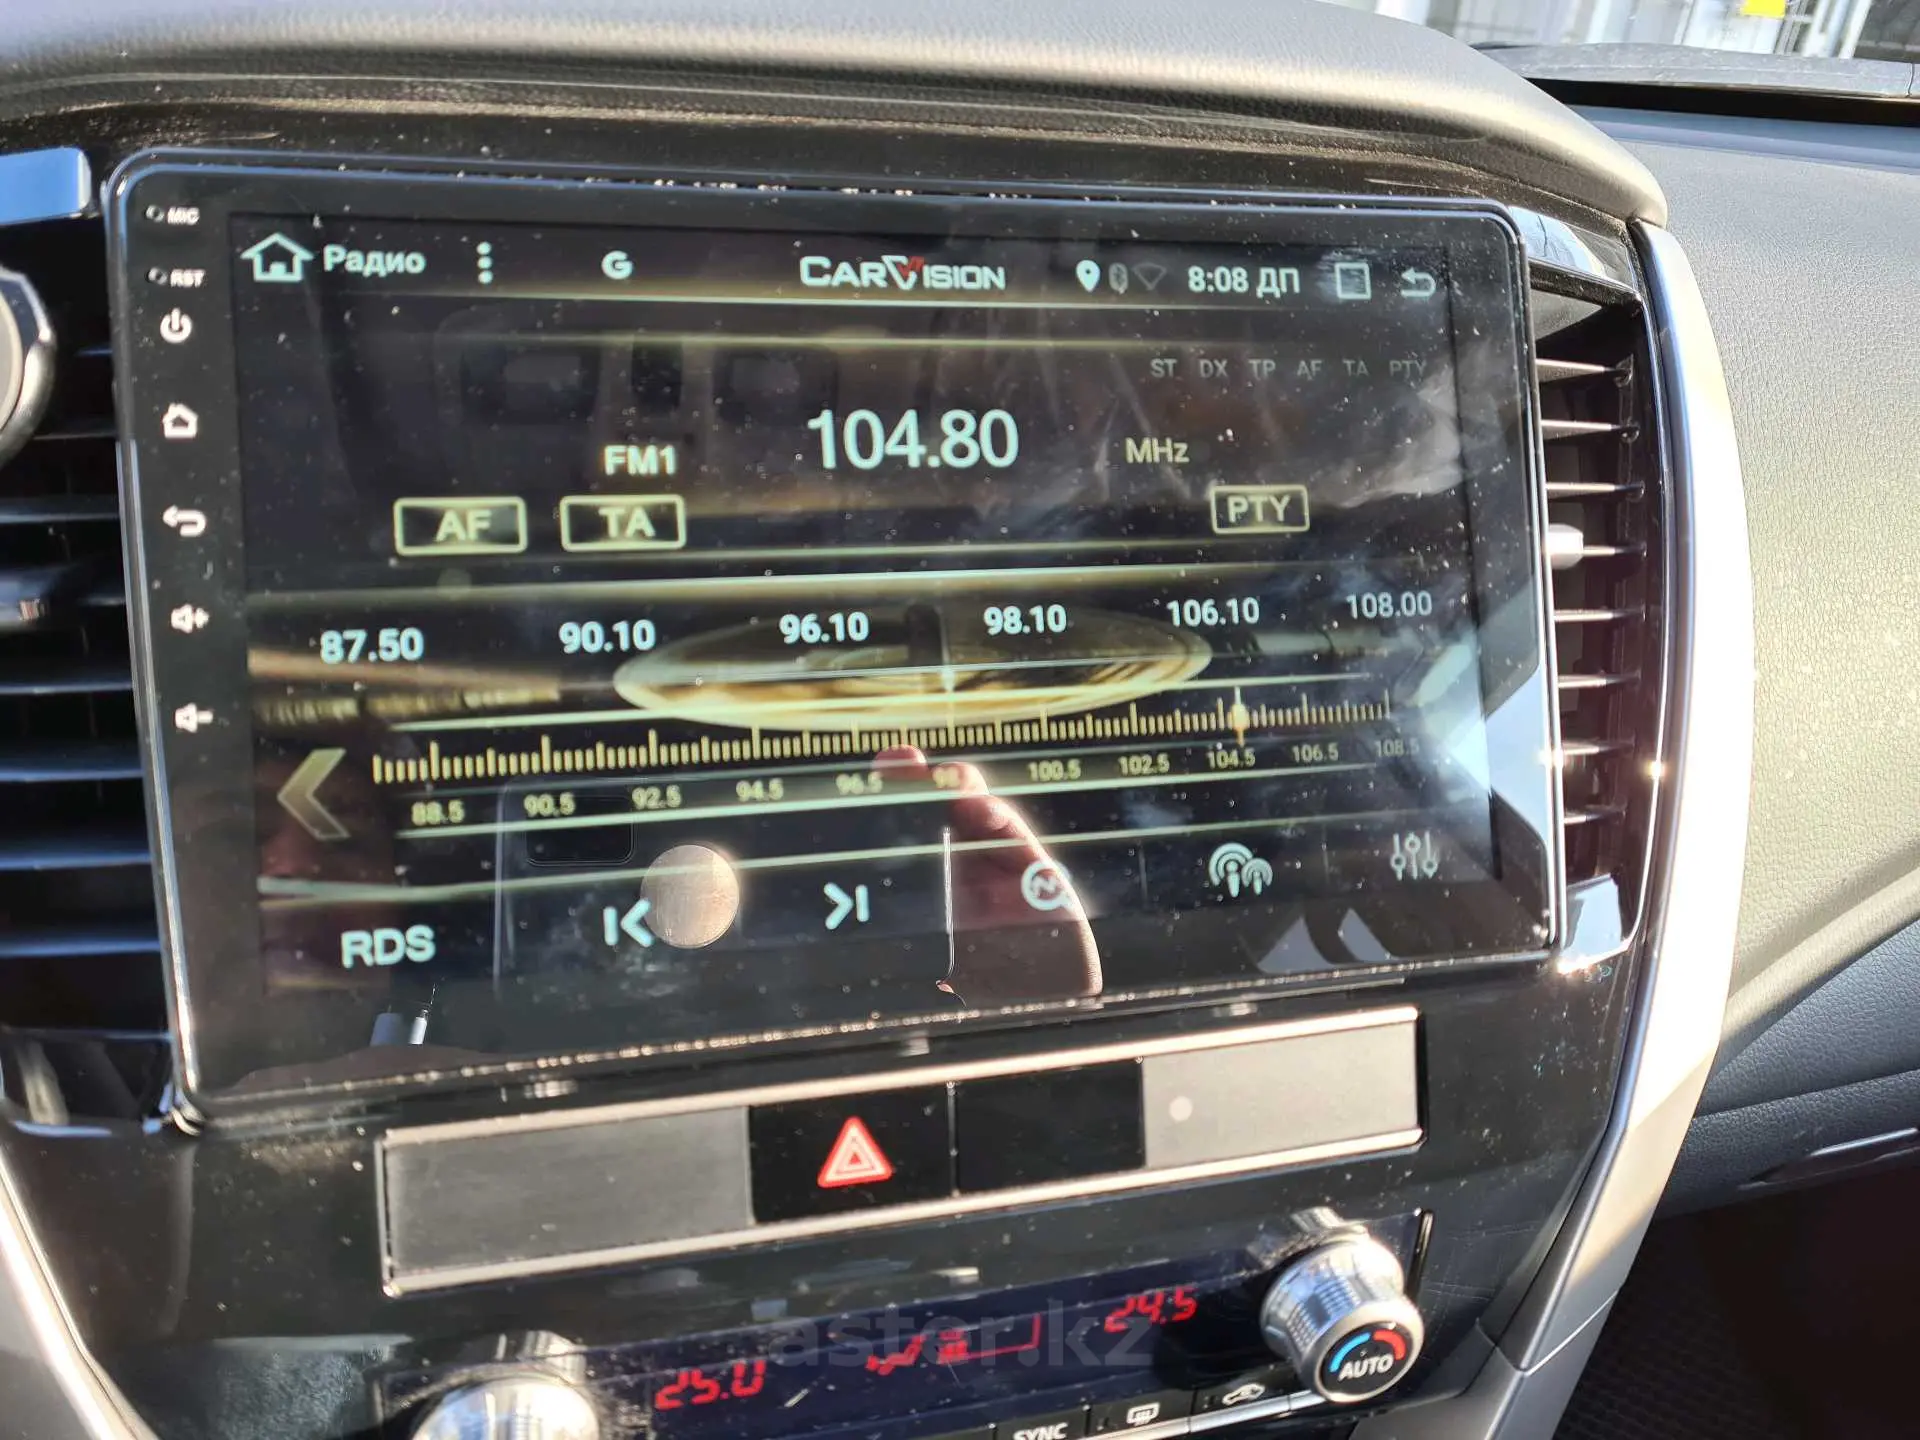 MIC
RST
Радио
G
CARVISION
8:08 ДП
ST DX TP AF TA PTY
FM1 104.80 MHz
AF TA PTY
87.50 90.10 96.10 98.10 106.10 108.00
88.5 90.5 92.5 94.5 96.5 98. 100.5 102.5 104.5 106.5 108.5
RDS
aster.kz
25.0 24.5
AUTO
SYNC